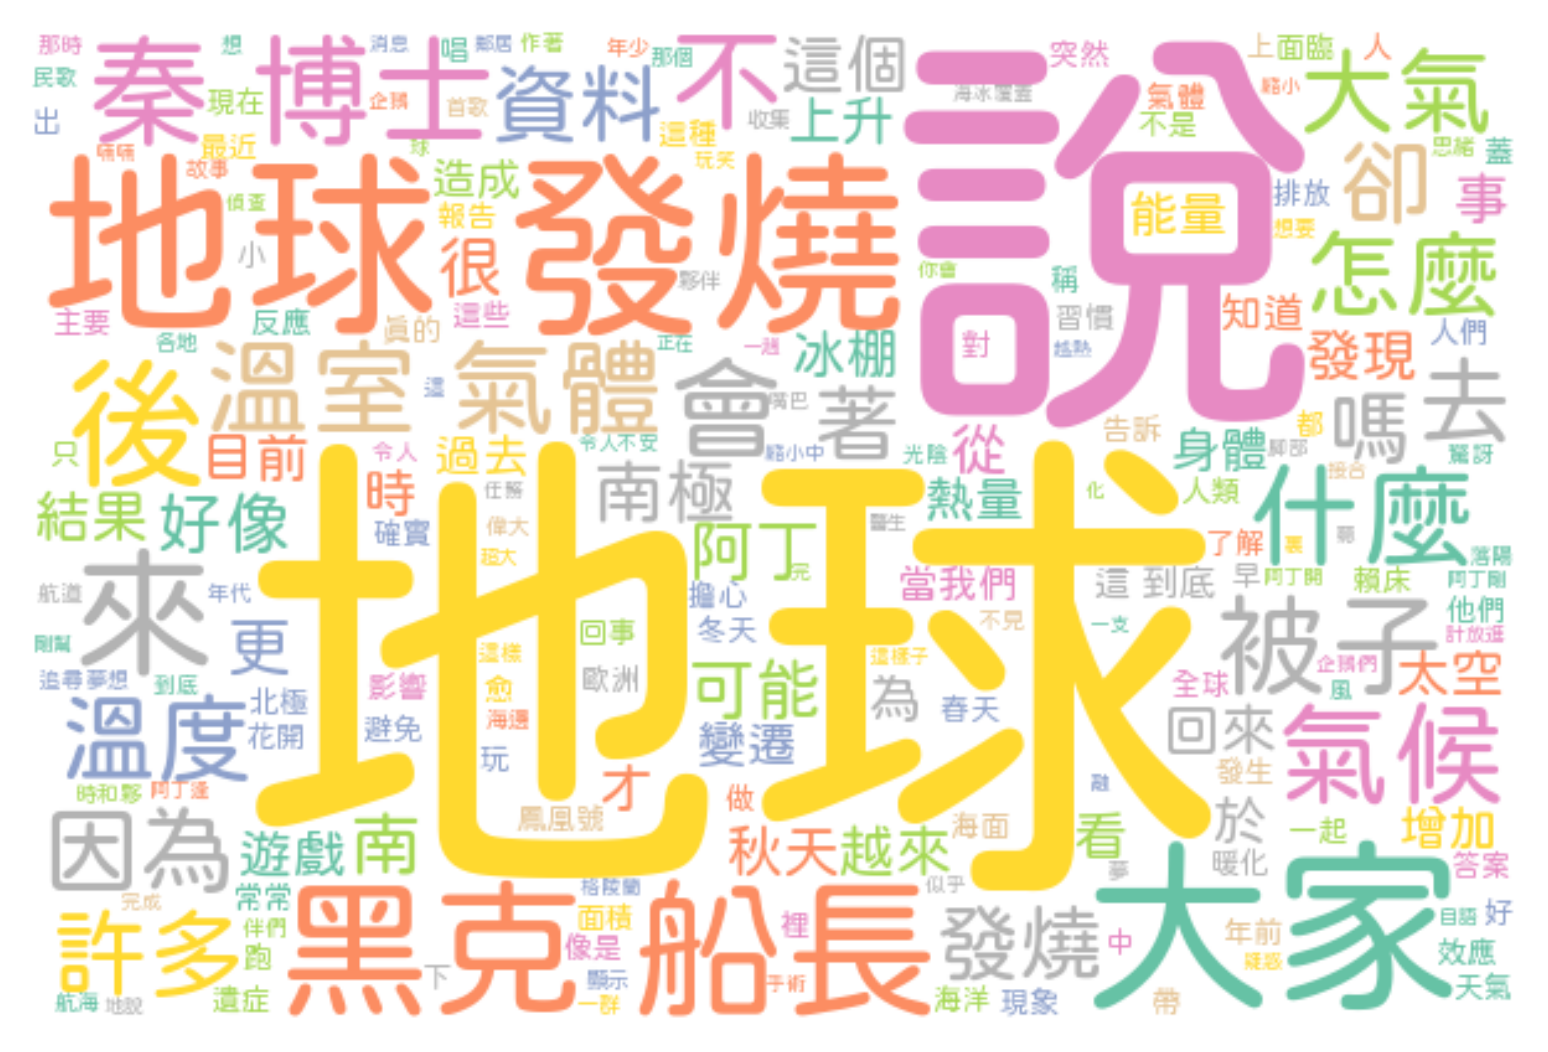 那時 想 消息 唱 鄰居 作著 年少 那個 這個 突然 上 面臨 人
民歌 秦博士 不 大氣
現在 企鵝 首歌 資料 海冰覆蓋 氣體 縮小
出 收集 上升 說 不是
最近 球 這種 玩笑 思緒 蓋
故事 造成 卻
地球發燒 能量 排放 事
偵查 報告 想要
小 很 夥伴 你會 稱 怎麼
主要 反應 真的 這些 習慣 知道
各地 正在 一趟 冰棚 對 越熱 發現 人們
後 溫室氣體 這 會 嘴巴 著 嗎 去
只 目前 令人 過去 令人不安 縮小中 光陰 從 告訴 都 身體 腳部 驚訝
時 任務 南極 熱量 化 人類 接合
結果 好像 確實 偉大 阿丁 醫生 了解 什麼
超大 完 裏 落陽
地球
航道 來 年代 擔心 當我們 這 到底 早 阿丁開 賴床 阿丁剛
剛幫 更 回事 冬天 不見 一支 被子 他們
計放逛
這樣 這樣子 企鵝們
追尋夢想 到底 影響 愈 歐洲 可能 為 全球 風 太空
溫度 北極 海邊 春天
花開 避免 玩 變遷 回來 氣候
時和夥 阿丁逢 才 做 融 發生
鳳凰號 海面 於 一起 增加
因為 遊戲 南 秋天 越來 看 暖化 答案
完成 常常 格陵蘭 似乎 夢
許多 伴們 黑克船長 面積 裡 發燒 中 大家 年前 自語 好
跑 像是 疑惑 效應
下 顯示 手術 天氣
航海 地說 遺症 一群 海洋 現象 帶